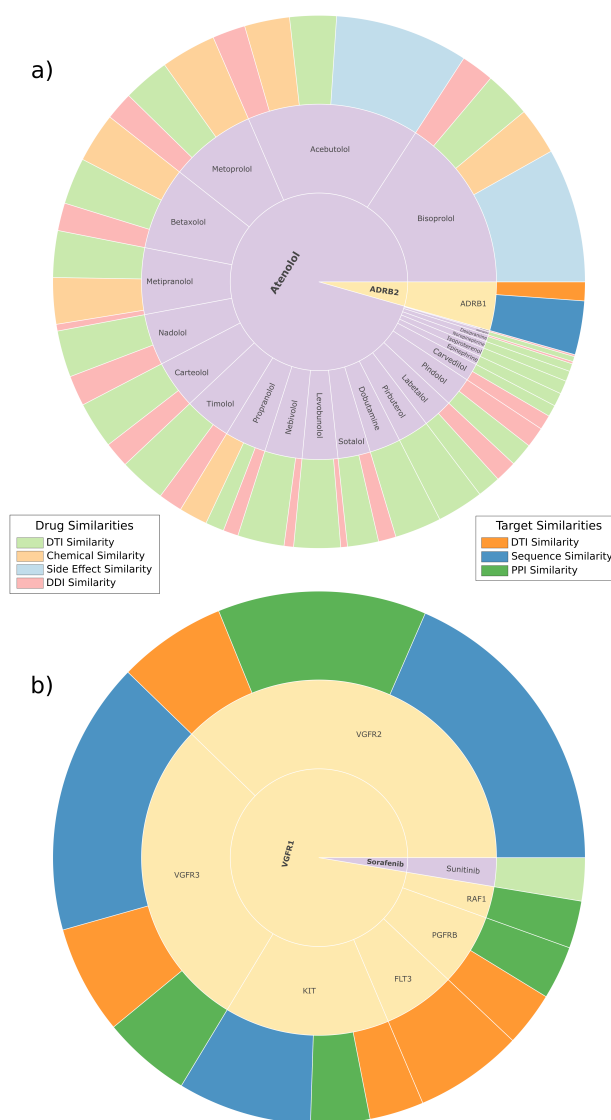 a)
Acebutolol
Metoprolol
Bisoprolol
Betaxolol
Atenolol
Metipranolol
ADRB2
ADRB1
Nadolol
Isoproterenol
Epinephrine
Carvedilol
Carteolol
Pindolol
Timolol
Labetalol
Propranolol
Pirbuterol
Nebivolol
Levobunolol
Dobutamine
Sotalol
Drug Similarities
DTI Similarity
Chemical Similarity
Side Effect Similarity
DDI Similarity
Target Similarities
DTI Similarity
Sequence Similarity
PPI Similarity
b)
VGFR2
VGFR1
Sorafenib
Sunitinib
VGFR3
RAF1
PGFRB
FLT3
KIT